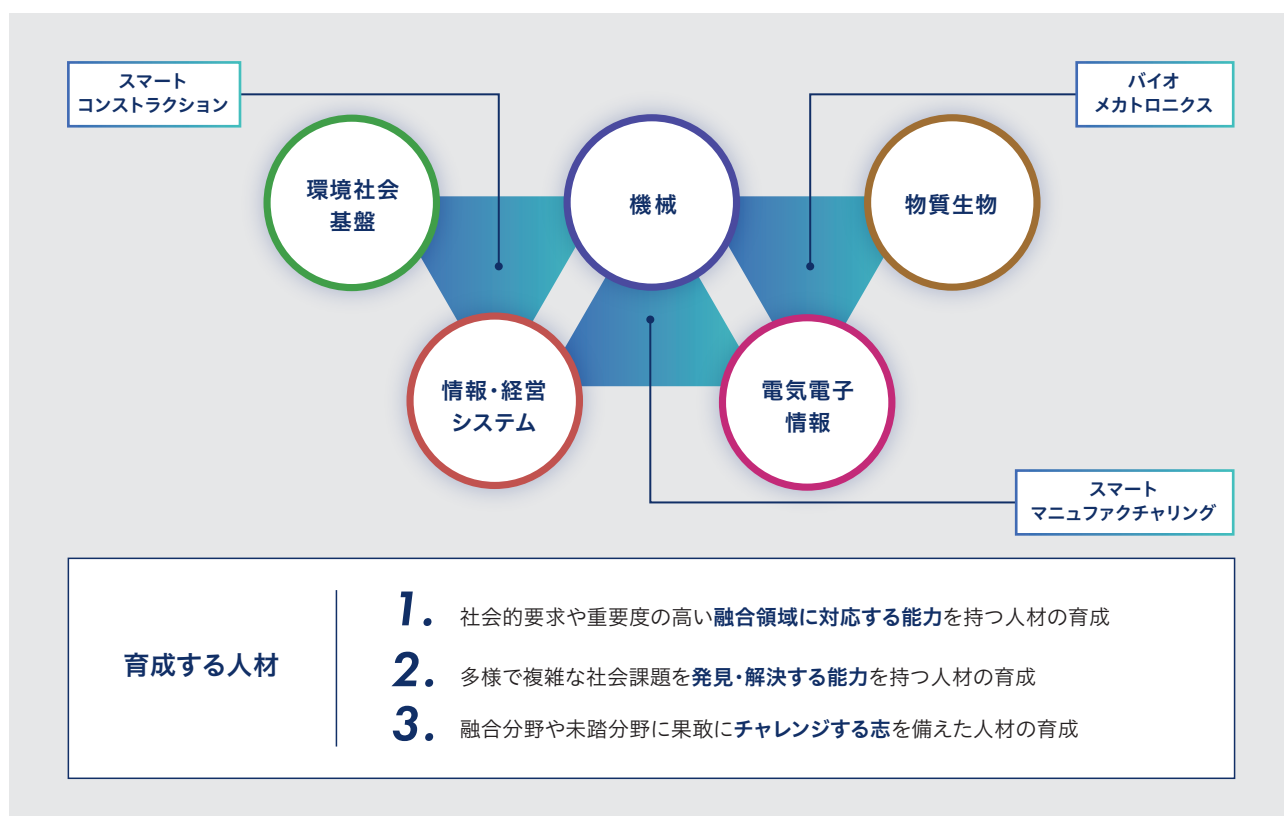 スマート
コンストラクション
バイオ
メカトロニクス
環境社会
基盤
機械
物質生物
情報・経営
システム
電気電子
情報
スマート
マニュファクチャリング
育成する人材
1. 社会的要求や重要度の高い融合領域に対応する能力を持つ人材の育成
2. 多様で複雑な社会課題を発見・解決する能力を持つ人材の育成
3. 融合分野や未踏分野に果敢にチャレンジする志を備えた人材の育成